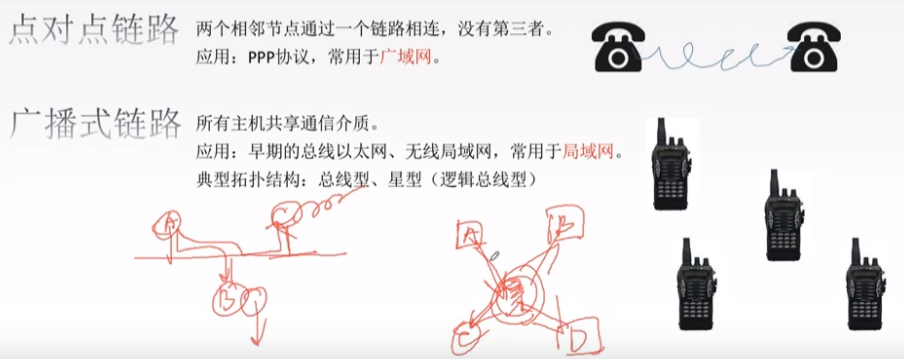 点对点链路
两个相邻节点通过一个链路相连，没有第三者。
应用：PPP协议，常用于广域网。
广播式链路
所有主机共享通信介质。
应用：早期的总线以太网、无线局域网，常用于局域网。
典型拓扑结构：总线型、星型（逻辑总线型）
A
C
B
A
B
C
D